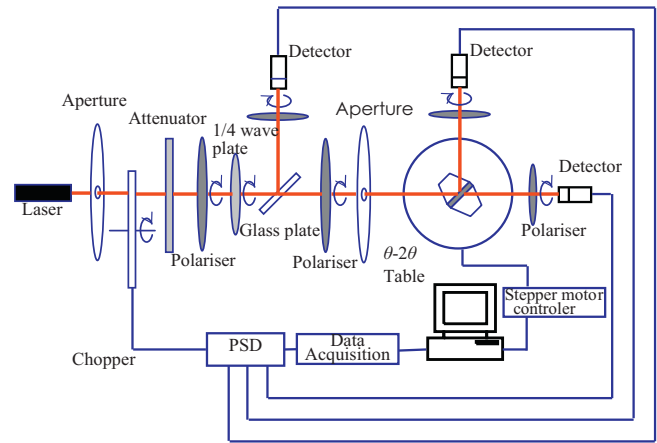 Detector
Detector
Aperture
Attenuator
1/4 wave
plate
Aperture
Detector
Laser
Glass plate
Polariser
Polariser
Polariser
θ-2θ
Table
Stepper motor
controler
Chopper
PSD
Data
Acquisition